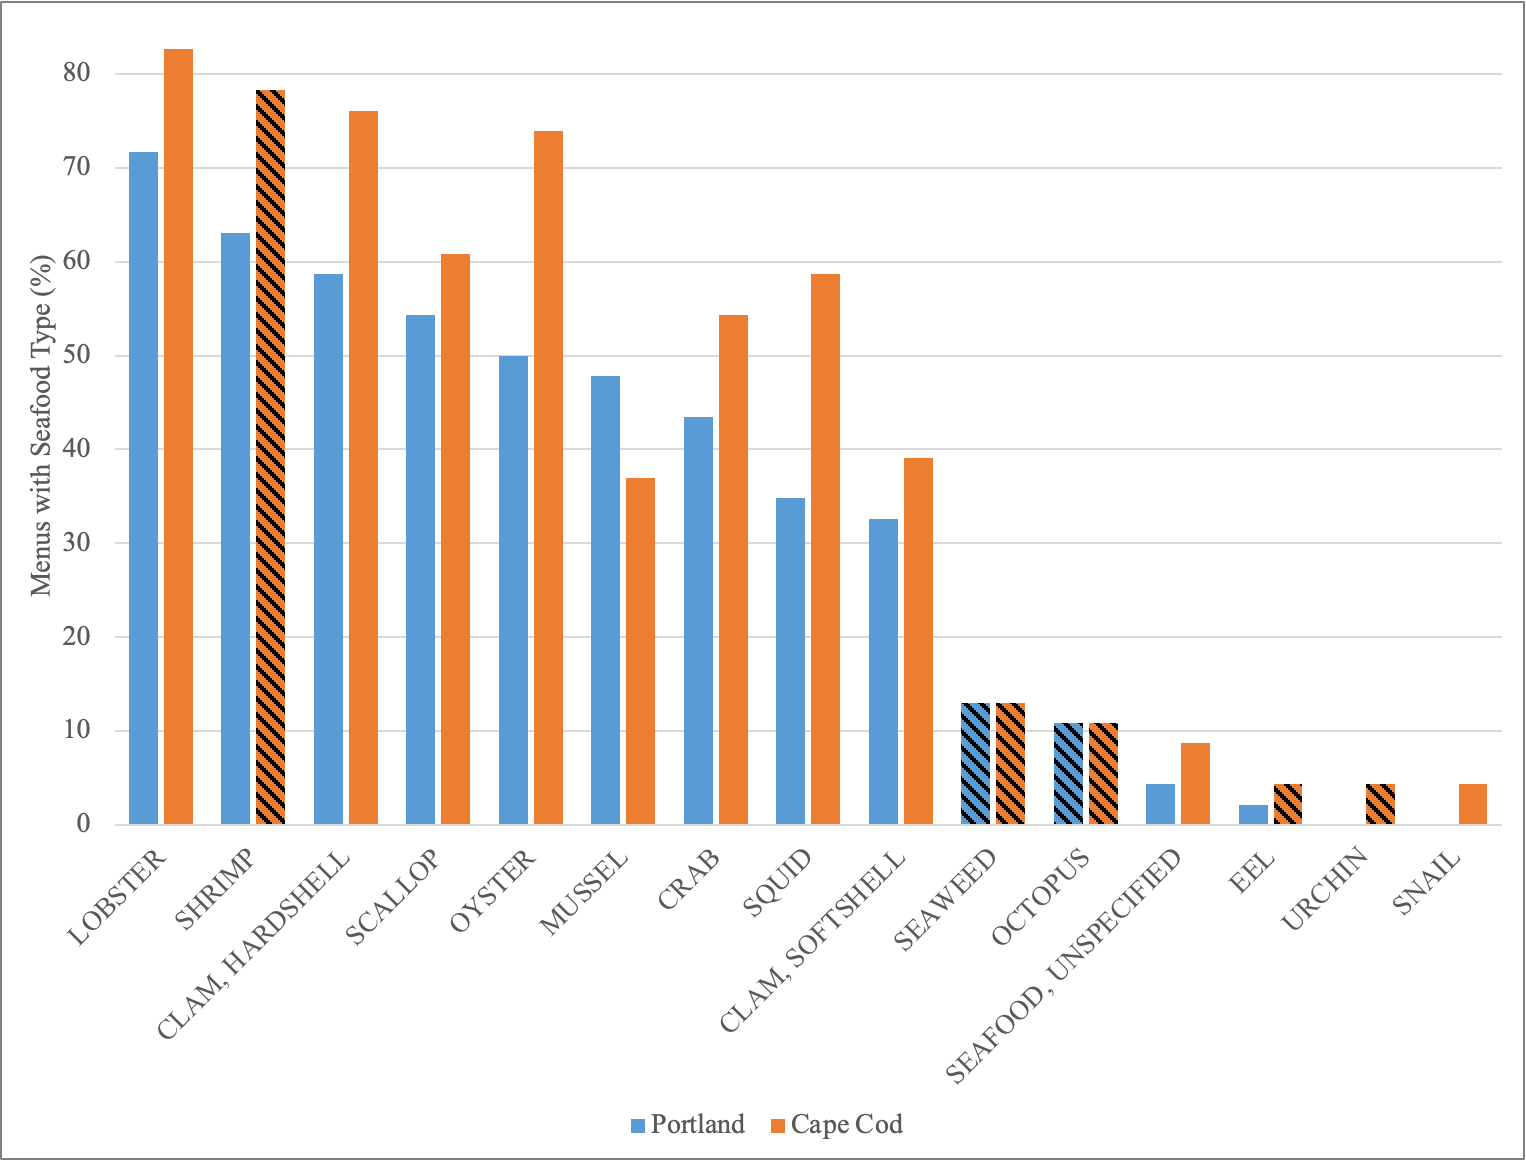 Menus with Seafood Type (%)
80
70
60
50
40
30
20
10
0
LOBSTER
SHRIMP
CLAM, HARDSHELL
SCALLOP
OYSTER
MUSSEL
CRAB
SQUID
CLAM, SOFTSHELL
SEAWEED
OCTOPUS
SEAFOOD, UNSPECIFIED
EEL
URCHIN
SNAIL
Portland Cape Cod